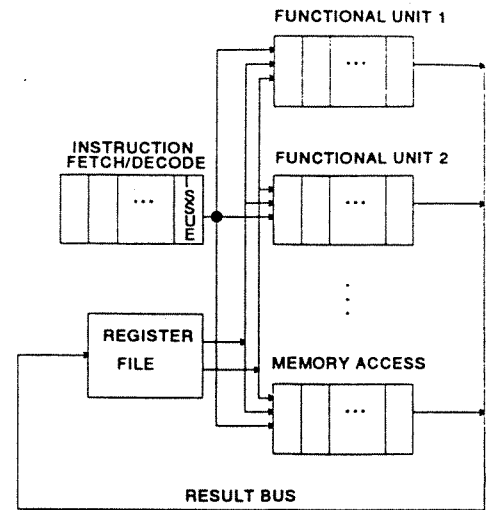 FUNCTIONAL UNIT 1
...
INSTRUCTION
FETCH/DECODE
...
ISSUE
FUNCTIONAL UNIT 2
...
REGISTER
FILE
MEMORY ACCESS
...
RESULT BUS